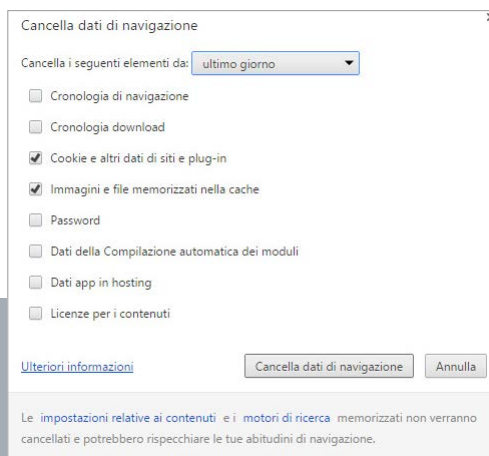 Cancella dati di navigazione
Cancella i seguenti elementi da: ultimo giorno
Cronologia di navigazione
Cronologia download
Cookie e altri dati di siti e plug-in
Immagini e file memorizzati nella cache
Password
Dati della Compilazione automatica dei moduli
Dati app in hosting
Licenze per i contenuti
Ulteriori informazioni Cancella dati di navigazione Annulla
Le impostazioni relative ai contenuti e i motori di ricerca memorizzati non verranno
cancellati e potrebbero rispecchiare le tue abitudini di navigazione.